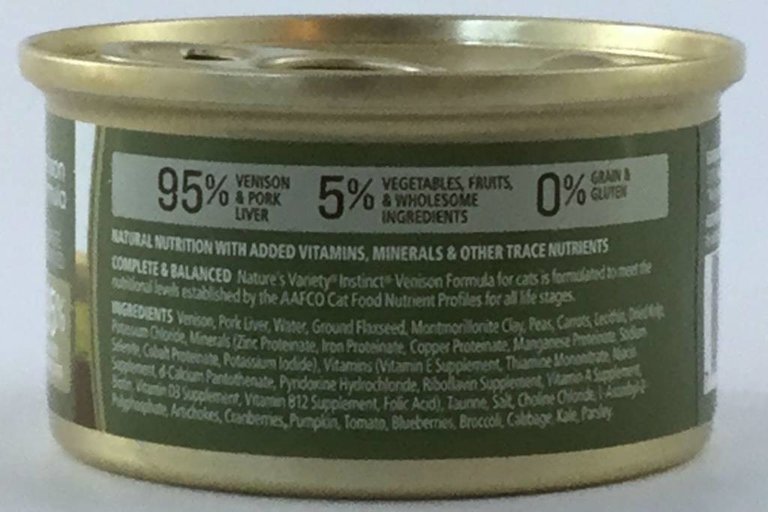 95% VENISON & PORK LIVER
5% VEGETABLES, FRUITS, & WHOLESOME INGREDIENTS
0% GRAIN & GLUTEN
NATURAL NUTRITION WITH ADDED VITAMINS, MINERALS & OTHER TRACE NUTRIENTS
COMPLETE & BALANCED Nature's Variety® Instinct® Venison Formula for cats is formulated to meet the
nutritional levels established by the AAFCO Cat Food Nutrient Profiles for all life stages.
INGREDIENTS Venison, Pork Liver, Water, Ground Flaxseed, Montmorillonite Clay, Peas, Carrots, Lecithin, Dried Kelp,
Potassium Chloride, Minerals (Zinc Proteinate, Iron Proteinate, Copper Proteinate, Manganese Proteinate, Sodium
Selenite, Cobalt Proteinate, Potassium Iodide), Vitamins (Vitamin E Supplement, Thiamine Mononitrate, Niacin
Supplement, d-Calcium Pantothenate, Pyridoxine Hydrochloride, Riboflavin Supplement, Vitamin A Supplement,
Biotin, Vitamin D3 Supplement, Vitamin B12 Supplement, Folic Acid), Taurine, Salt, Choline Chloride, L-Ascorbyl-2-
Polyphosphate, Artichokes, Cranberries, Pumpkin, Tomato, Blueberries, Broccoli, Cabbage, Kale, Parsley.